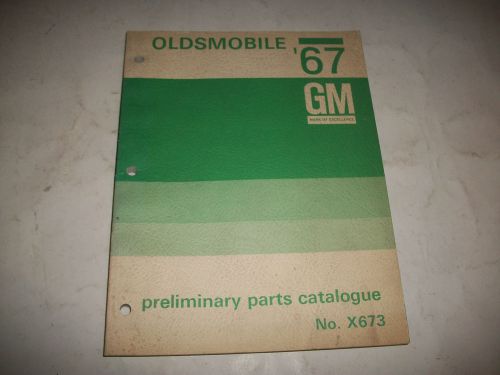 OLDSMOBILE '67
GM
MARK OF EXCELLENCE
preliminary parts catalogue
No. X673